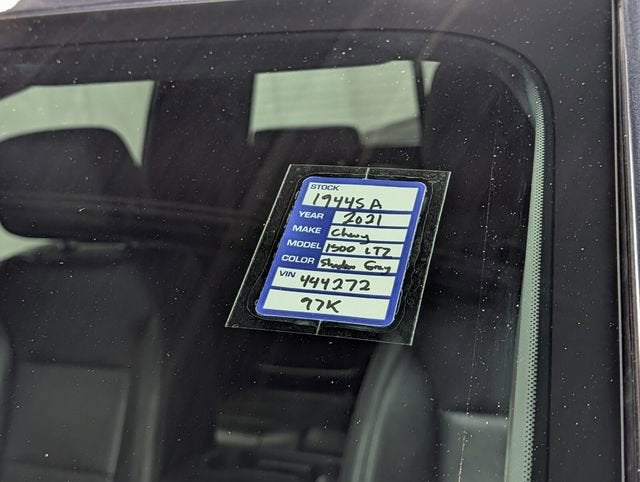 STOCK
19445A
YEAR 2021
MAKE Chevy
MODEL 1500 LTZ
COLOR Shadow Gray
VIN 444272
97K